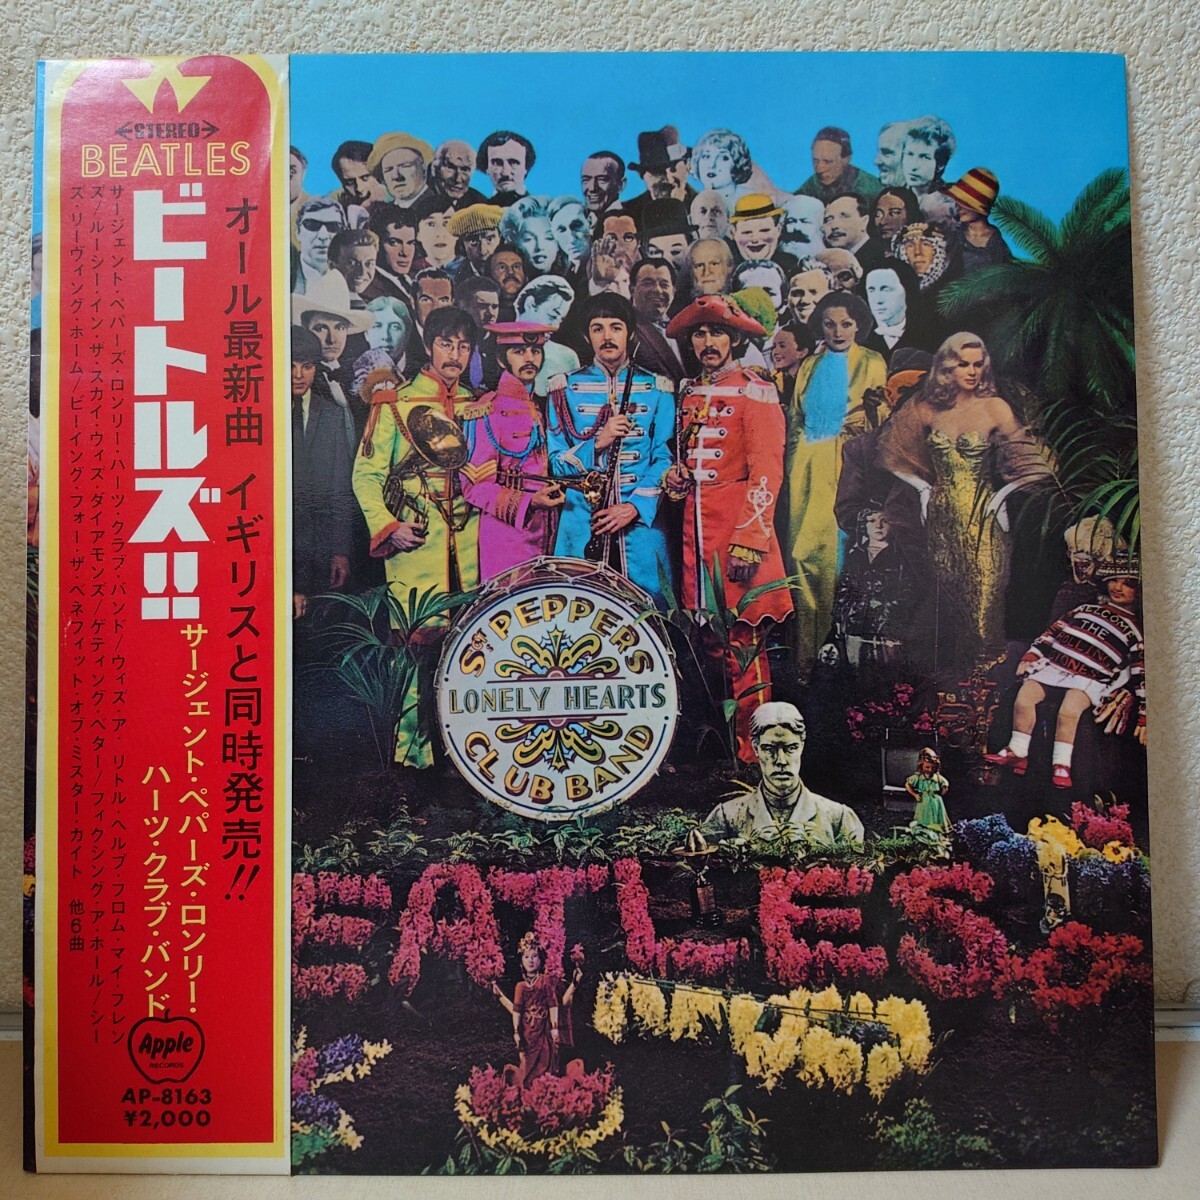 ←STEREO→
BEATLES
ビートルズ!!
オール最新曲 イギリスと同時発売!!
サージェント・ペパーズ・ロンリー・
ハーツ・クラブ・バンド
サージェント・ペパーズ・ロンリー・ハーツ・クラブ・バンド/ウィズ・ア・リトル・ヘルプ・フロム・マイ・フレン
ズ/ルーシー・イン・ザ・スカイ・ウィズ・ダイアモンズ/ゲティング・ベター/フィクシング・ア・ホール/シー
ズ・リーヴィング・ホーム/ビーイング・フォー・ザ・ベネフィット・オブ・ミスター・カイト 他6曲
Apple
RECORDS
AP-8163
¥2,000
SGT PEPPERS
LONELY HEARTS
CLUB BAND
WELCOME
THE
ROLLING
STONES
BEATLES